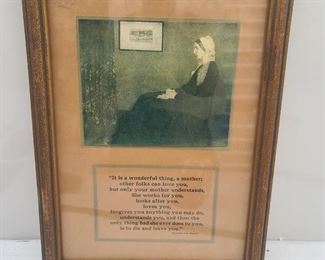 "It is a wonderful thing, a mother;
other folks can love you,
but only your mother understands,
She works for you,
looks after you,
loves you,
forgives you anything you may do,
understands you, and then the
only thing bad she ever does to you,
is to die and leave you."